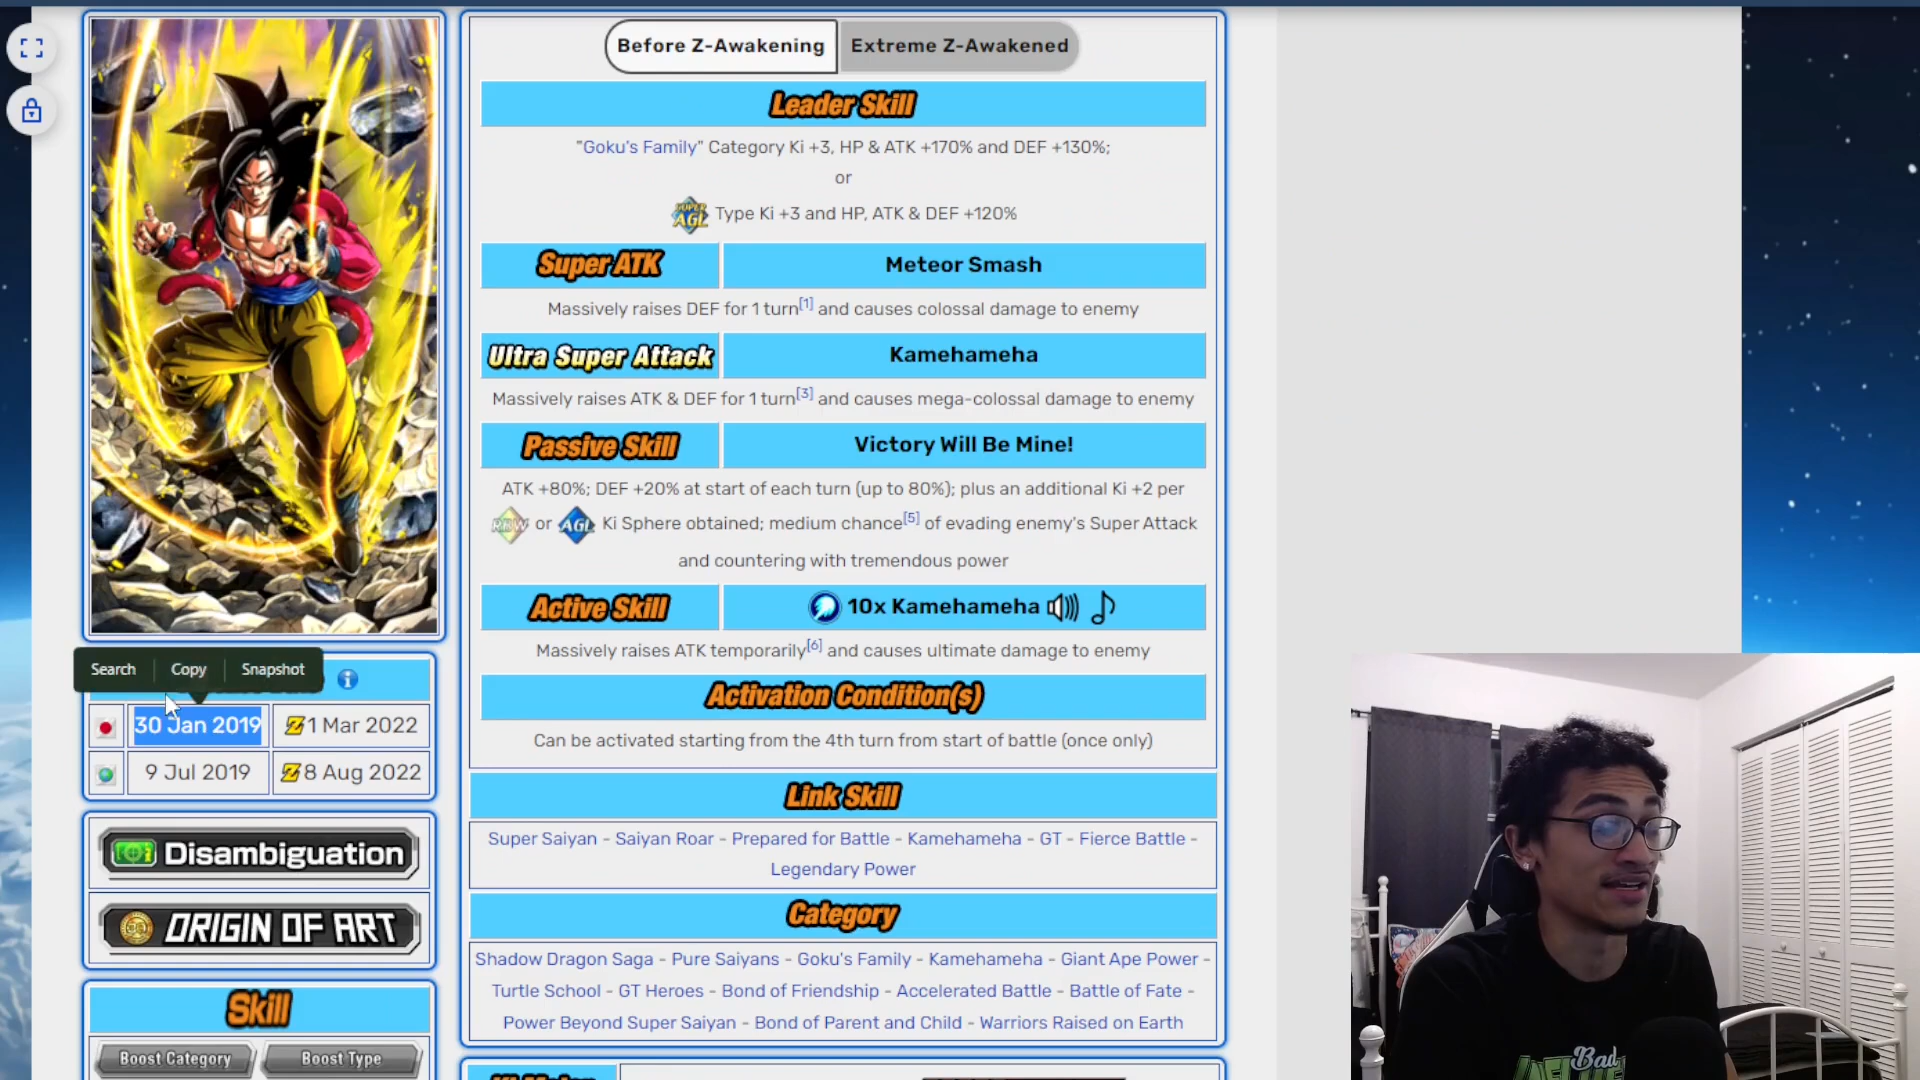 Before Z-Awakening Extreme Z-Awakened
Leader Skill
"Goku's Family" Category Ki +3, HP & ATK +170% and DEF +130%;
or
SUPER AGL Type Ki +3 and HP, ATK & DEF +120%
Super ATK Meteor Smash
Massively raises DEF for 1 turn[1] and causes colossal damage to enemy
Ultra Super Attack Kamehameha
Massively raises ATK & DEF for 1 turn[3] and causes mega-colossal damage to enemy
Passive Skill Victory Will Be Mine!
ATK +80%; DEF +20% at start of each turn (up to 80%); plus an additional Ki +2 per
RBW or AGL Ki Sphere obtained; medium chance[5] of evading enemy's Super Attack
and countering with tremendous power
Active Skill 10x Kamehameha
Massively raises ATK temporarily[6] and causes ultimate damage to enemy
Activation Condition(s)
Can be activated starting from the 4th turn from start of battle (once only)
Link Skill
Super Saiyan - Saiyan Roar - Prepared for Battle - Kamehameha - GT - Fierce Battle -
Legendary Power
Category
Shadow Dragon Saga - Pure Saiyans - Goku's Family - Kamehameha - Giant Ape Power -
Turtle School - GT Heroes - Bond of Friendship - Accelerated Battle - Battle of Fate -
Power Beyond Super Saiyan - Bond of Parent and Child - Warriors Raised on Earth
Search Copy Snapshot
30 Jan 2019 Z 1 Mar 2022
9 Jul 2019 Z 8 Aug 2022
Disambiguation
ORIGIN OF ART
Skill
Boost Category Boost Type
Bad